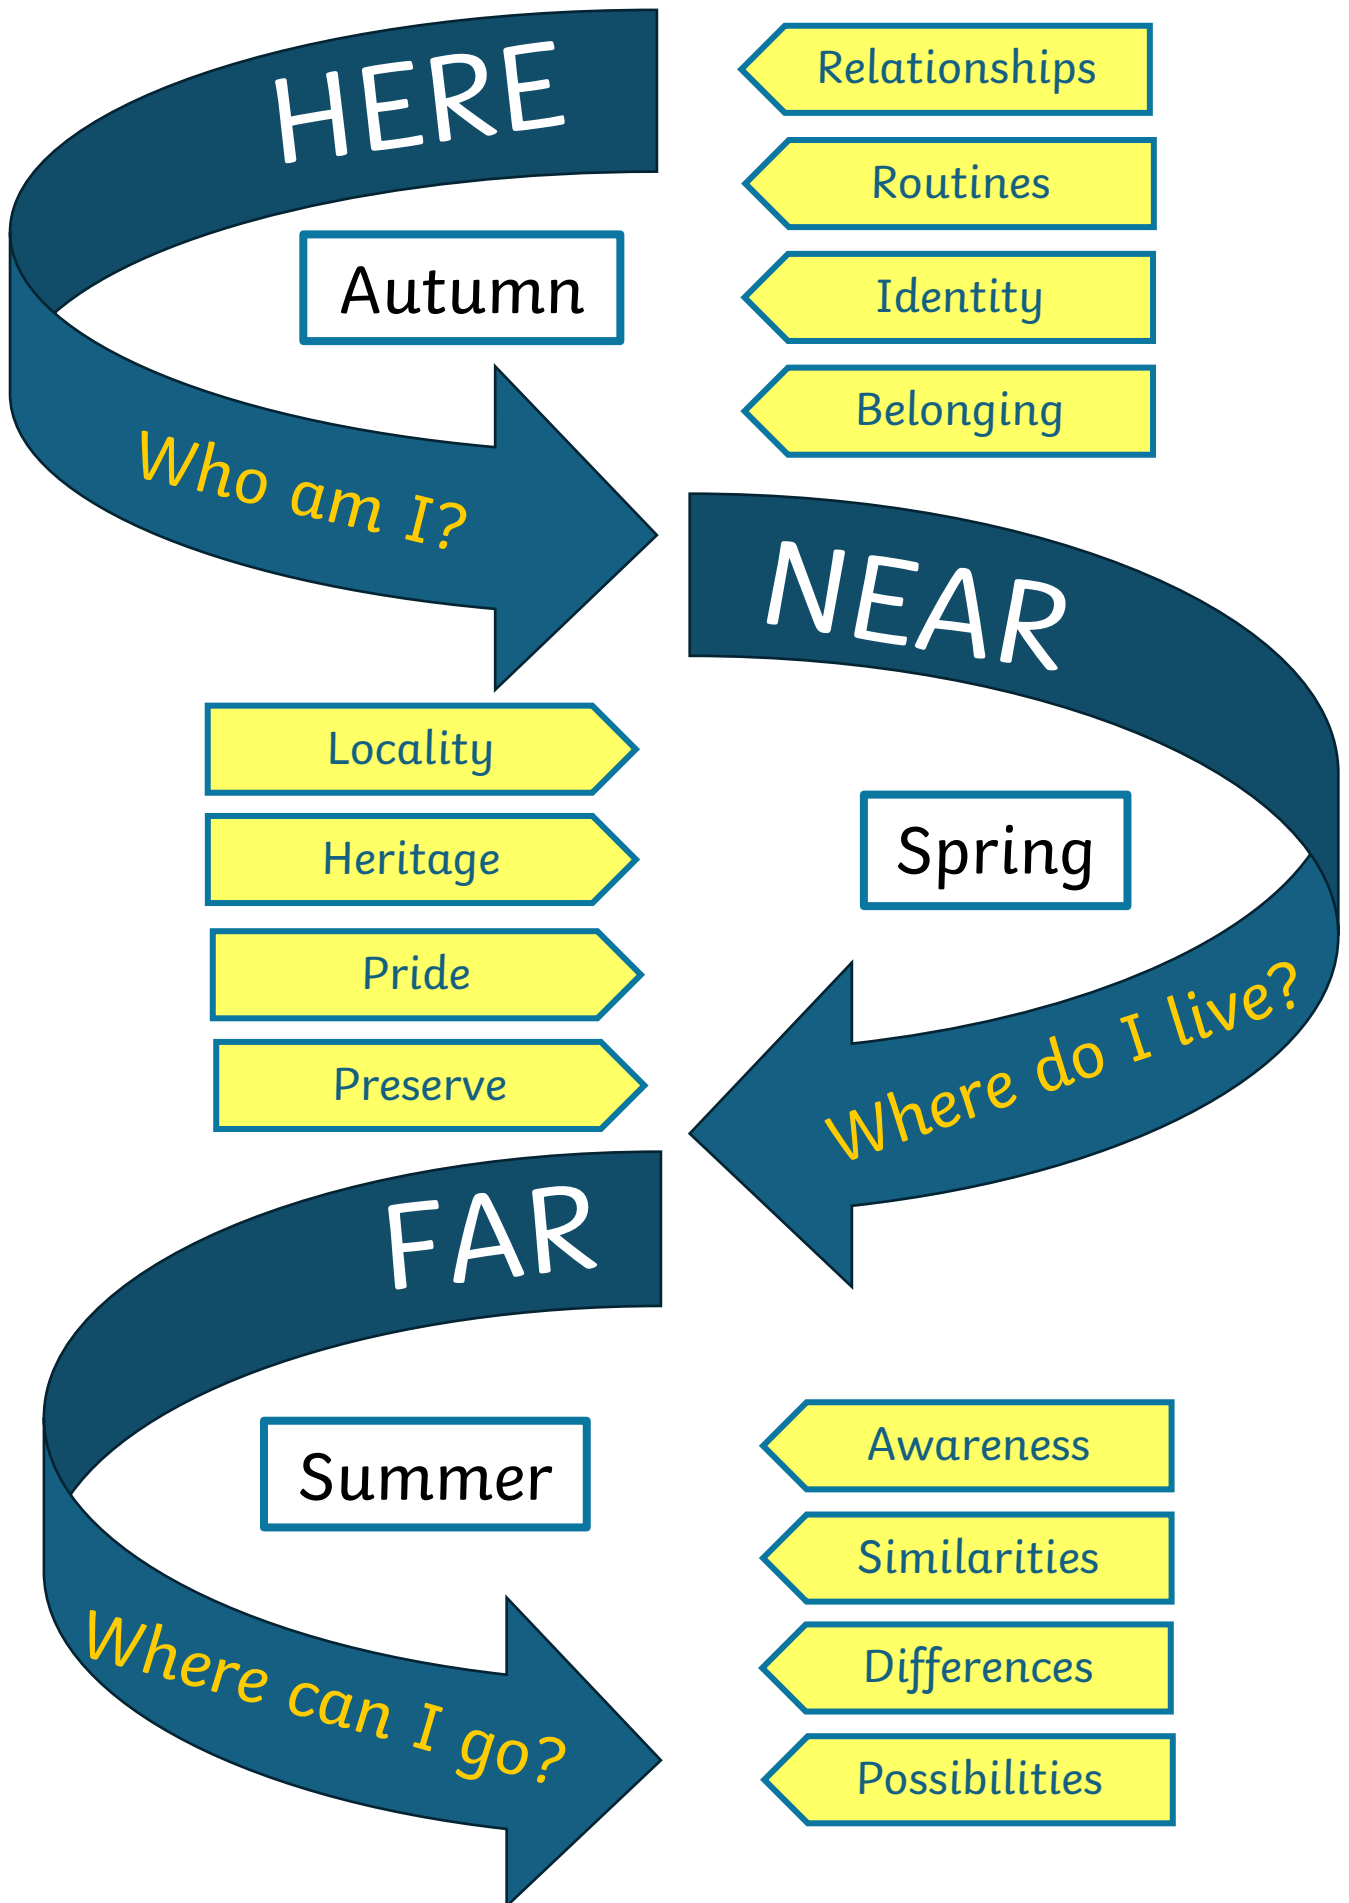 HERE
Relationships
Routines
Identity
Belonging
Autumn
Who am I?
NEAR
Locality
Heritage
Pride
Preserve
Spring
Where do I live?
FAR
Summer
Awareness
Similarities
Differences
Possibilities
Where can I go?